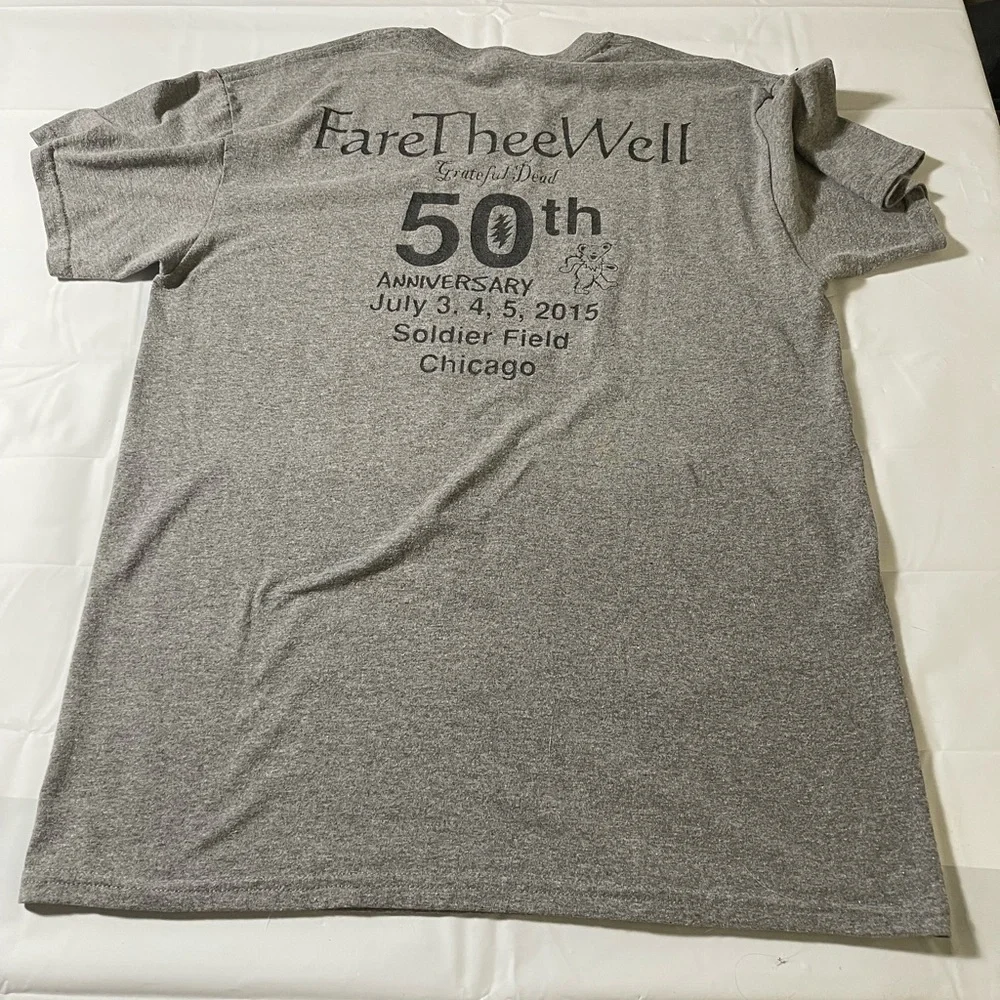 FareTheeWell
Grateful Dead
50th
ANNIVERSARY
July 3, 4, 5, 2015
Soldier Field
Chicago